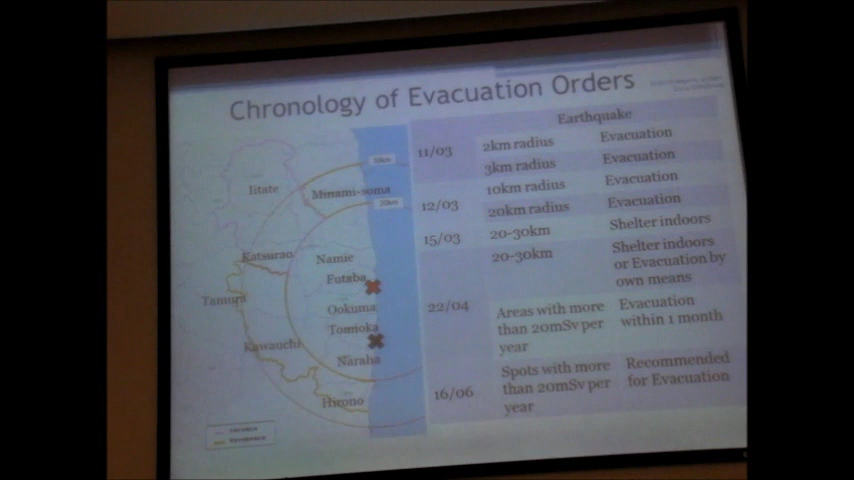 Chronology of Evacuation Orders
Earthquake
11/03
2km radius
Evacuation
3km radius
Evacuation
12/03
10km radius
Evacuation
20km radius
Evacuation
15/03
20-30km
Shelter indoors
22/04
20-30km
Shelter indoors
or Evacuation by
own means
Areas with more
than 20mSv per
year
Evacuation
within 1 month
16/06
Spots with more
than 20mSv per
year
Recommended
for Evacuation
30km
Iitate
Minami-soma
20km
Katsurao
Namie
Futaba
Tamura
Ookuma
Tomioka
Kawauchi
Naraha
Hirono